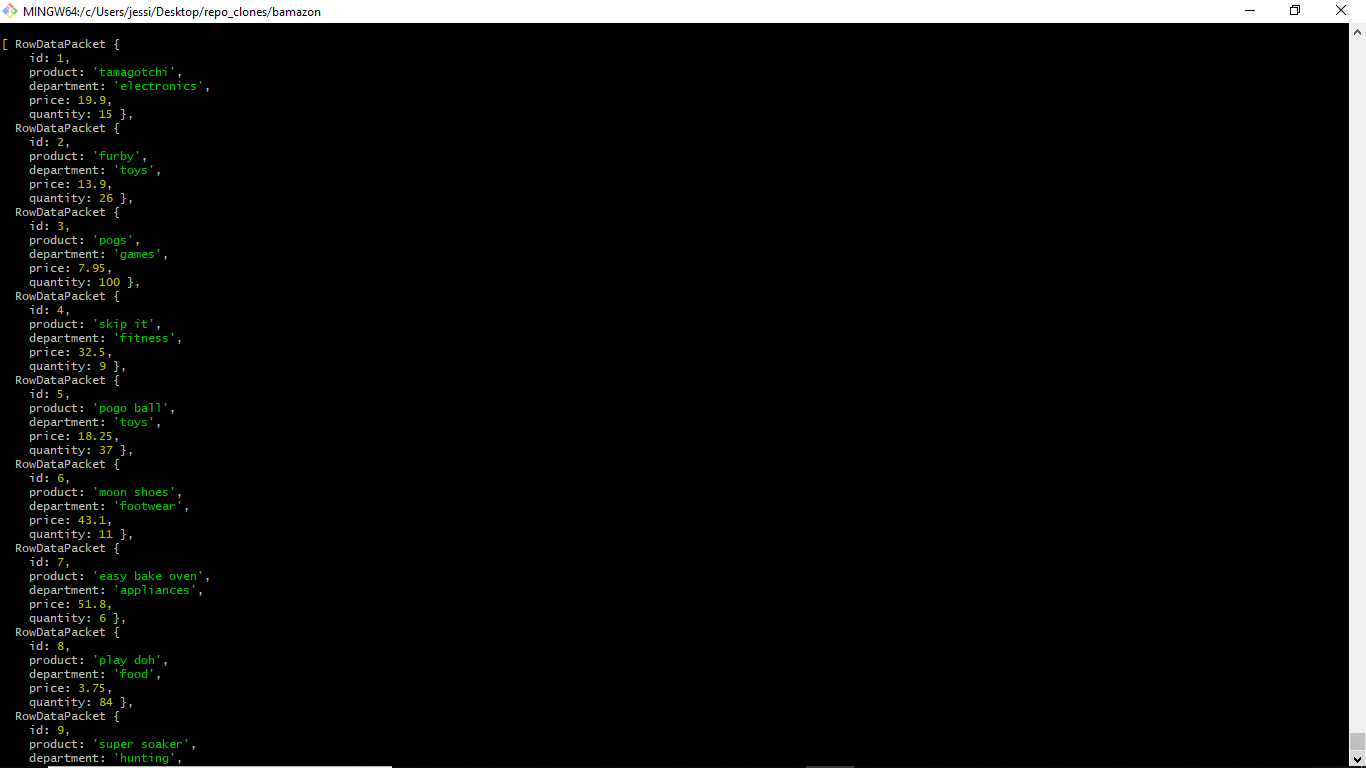 MINGW64:/c/Users/jessi/Desktop/repo_clones/bamazon
[ RowDataPacket {
    id: 1,
    product: 'tamagotchi',
    department: 'electronics',
    price: 19.9,
    quantity: 15 },
  RowDataPacket {
    id: 2,
    product: 'furby',
    department: 'toys',
    price: 13.9,
    quantity: 26 },
  RowDataPacket {
    id: 3,
    product: 'pogs',
    department: 'games',
    price: 7.95,
    quantity: 100 },
  RowDataPacket {
    id: 4,
    product: 'skip it',
    department: 'fitness',
    price: 32.5,
    quantity: 9 },
  RowDataPacket {
    id: 5,
    product: 'pogo ball',
    department: 'toys',
    price: 18.25,
    quantity: 37 },
  RowDataPacket {
    id: 6,
    product: 'moon shoes',
    department: 'footwear',
    price: 43.1,
    quantity: 11 },
  RowDataPacket {
    id: 7,
    product: 'easy bake oven',
    department: 'appliances',
    price: 51.8,
    quantity: 6 },
  RowDataPacket {
    id: 8,
    product: 'play doh',
    department: 'food',
    price: 3.75,
    quantity: 84 },
  RowDataPacket {
    id: 9,
    product: 'super soaker',
    department: 'hunting',